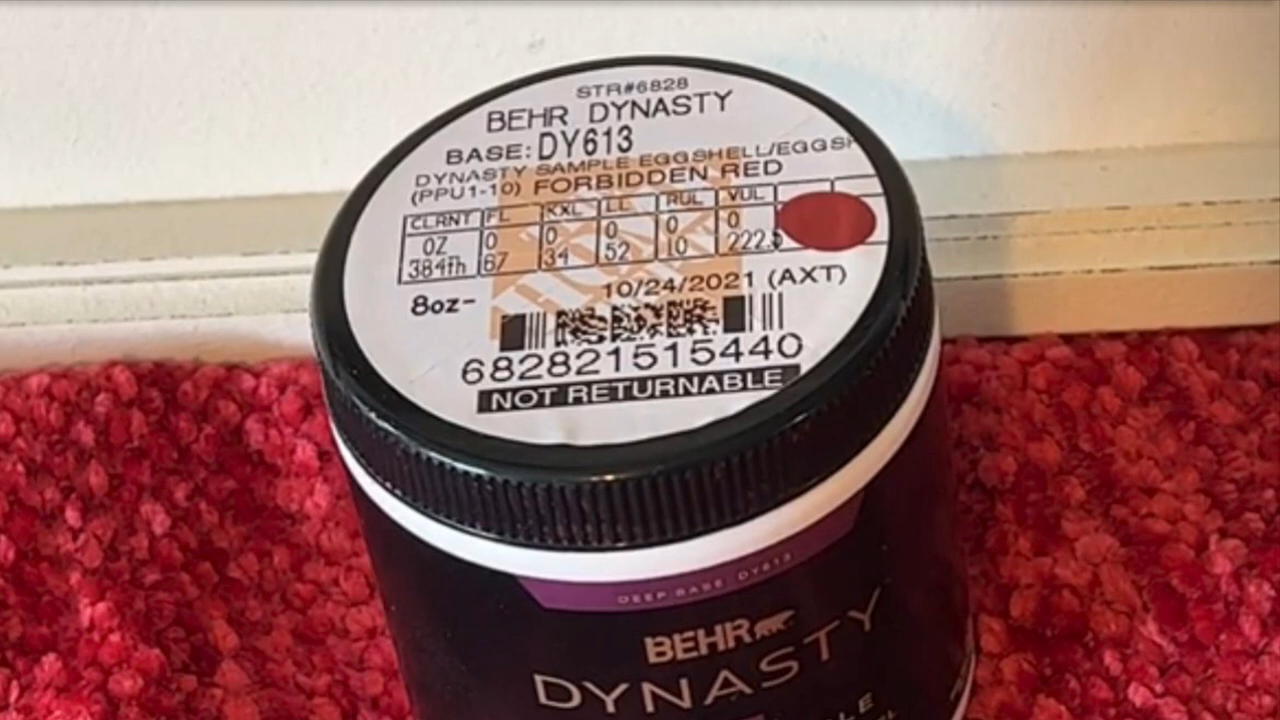 STR#6828
BEHR DYNASTY
BASE: DY613
DYNASTY SAMPLE EGGSHELL/EGGSH
(PPU1-10) FORBIDDEN RED
CLRNT FL KXL LL RUL VUL
OZ 0 0 0 0 0
384th 67 34 52 10 222.5
10/24/2021 (AXT)
8oz-
682821515440
NOT RETURNABLE
DEEP BASE DY613
BEHR
DYNASTY